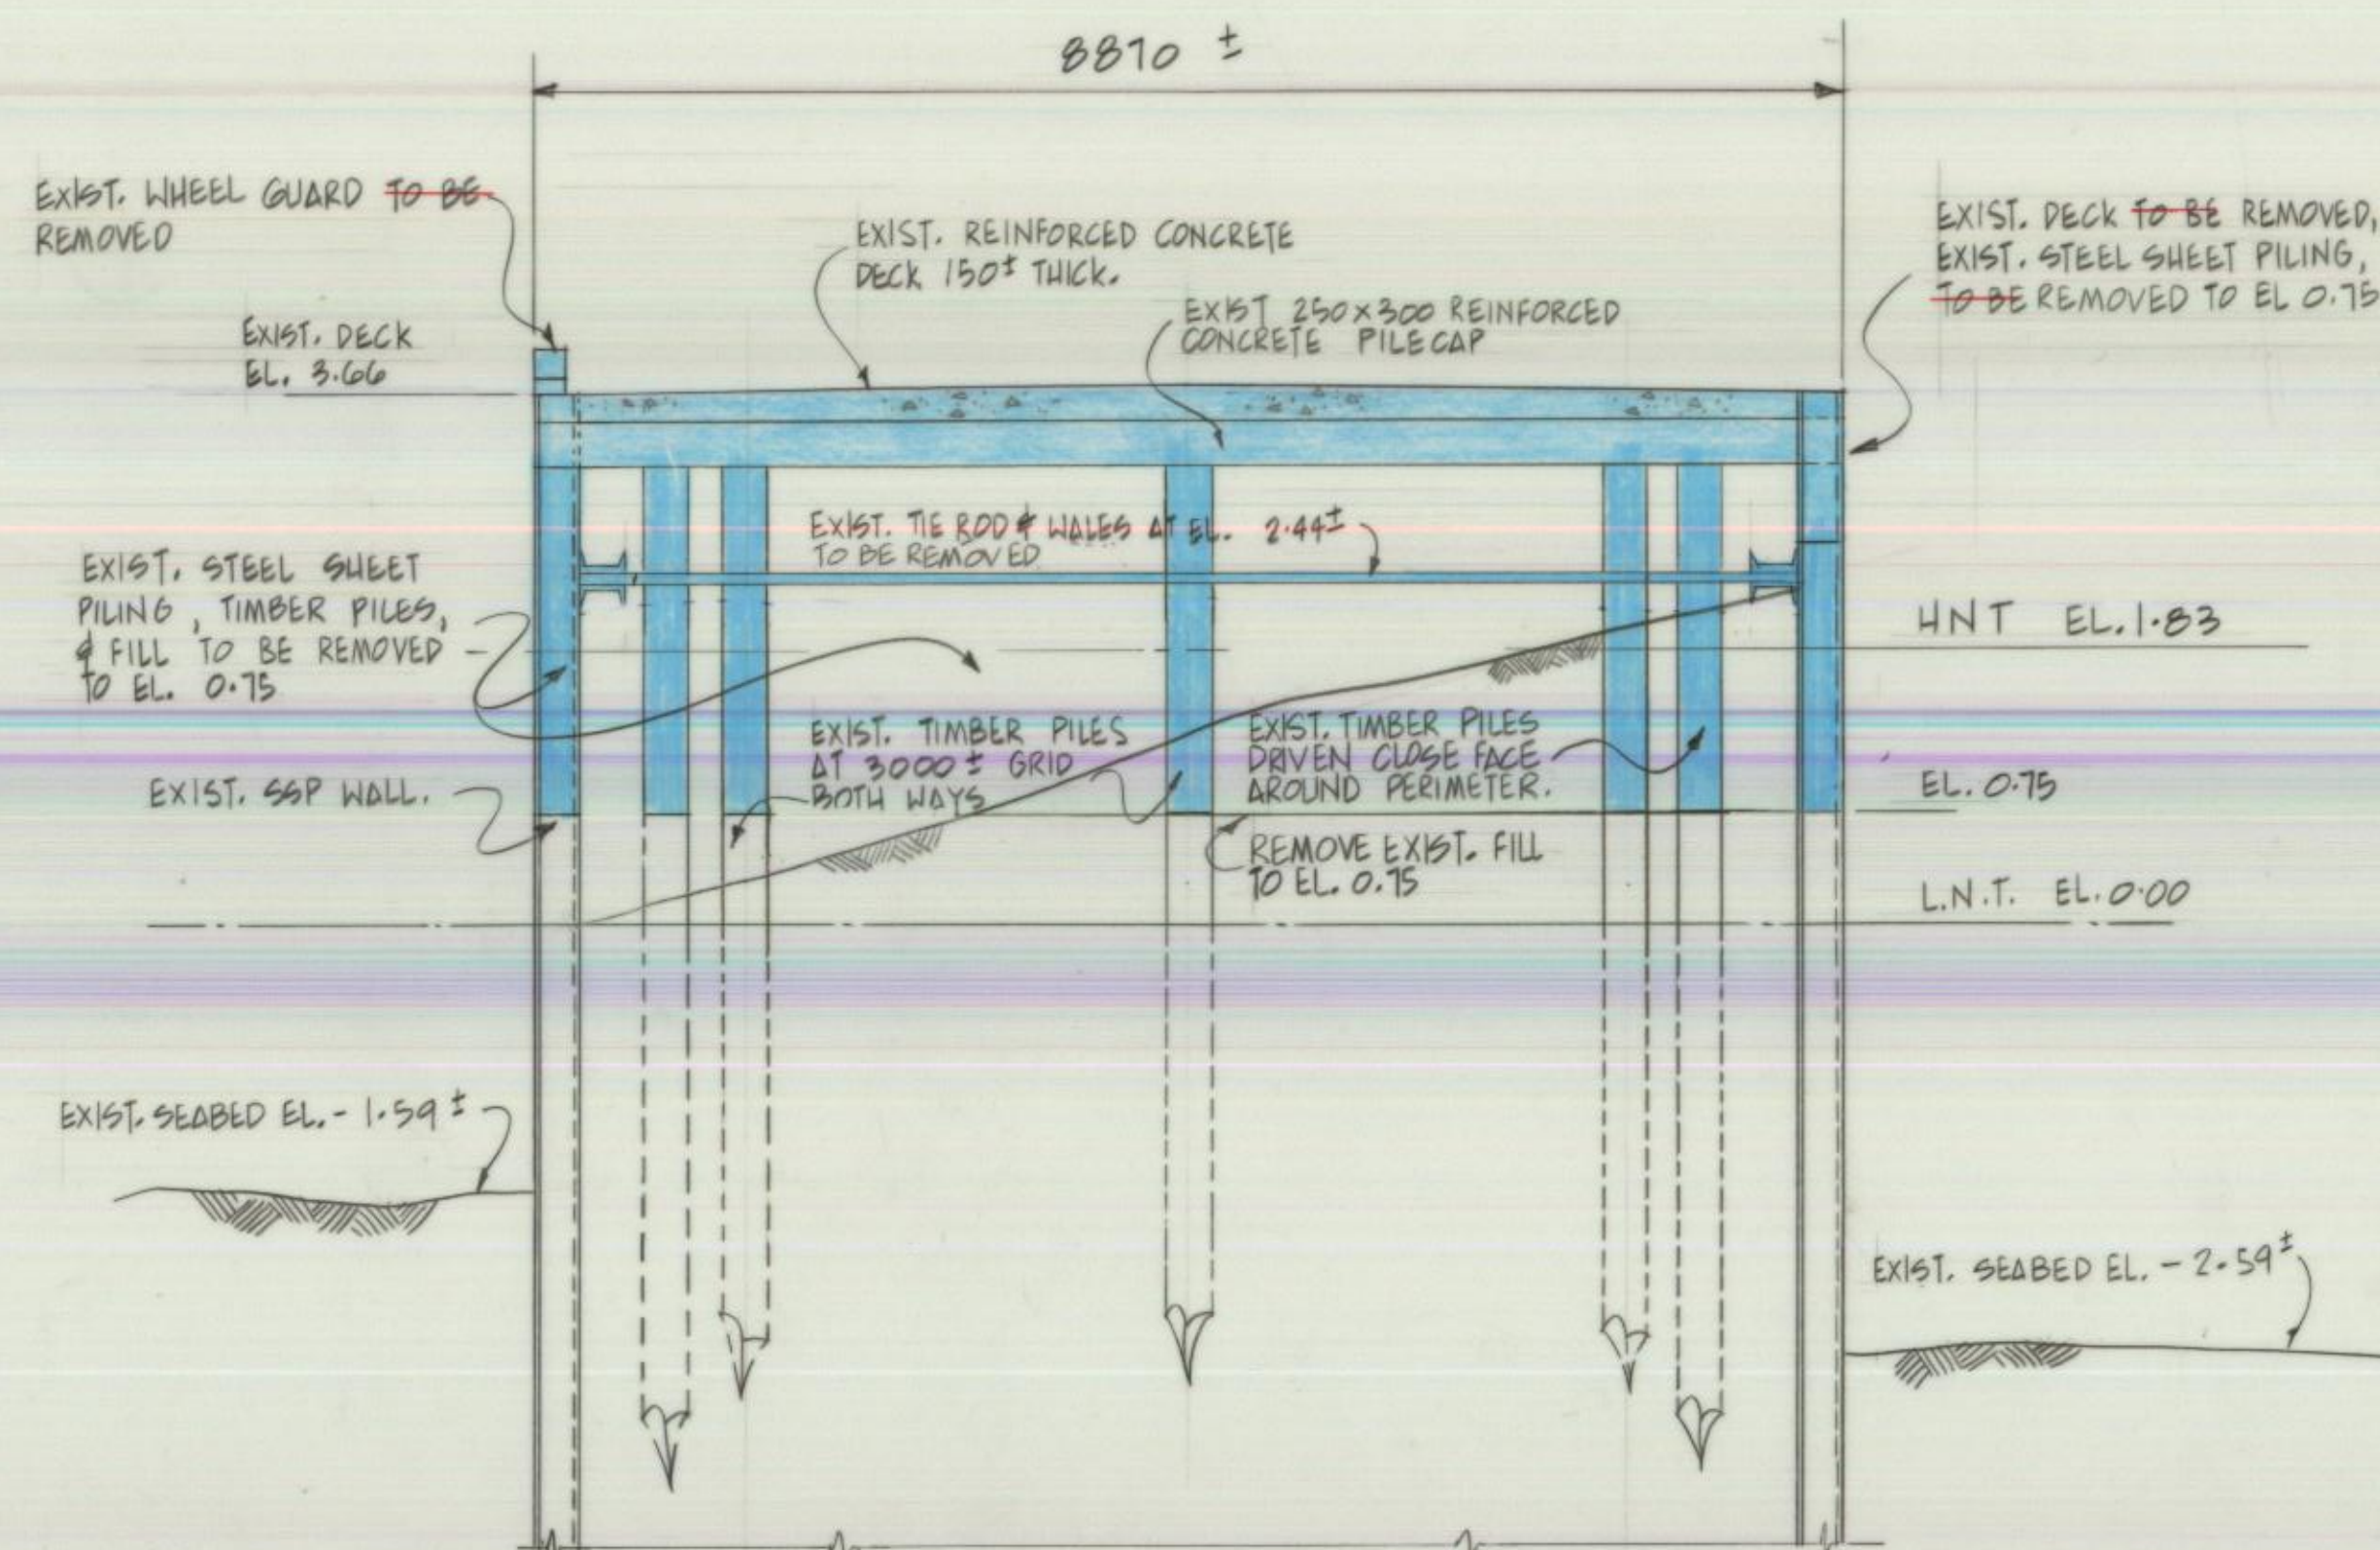 8870 ±
EXIST. WHEEL GUARD TO BE
REMOVED
EXIST. REINFORCED CONCRETE
DECK 150± THICK.
EXIST 250x300 REINFORCED
CONCRETE PILECAP
EXIST. DECK TO BE REMOVED,
EXIST. STEEL SHEET PILING,
TO BE REMOVED TO EL 0.75
EXIST. DECK
EL. 3.66
EXIST. TIE ROD & WALES AT EL. 2.44±
TO BE REMOVED
EXIST. STEEL SHEET
PILING, TIMBER PILES,
& FILL TO BE REMOVED
TO EL. 0.75
HNT EL. 1.83
EXIST. TIMBER PILES
AT 3000± GRID
BOTH WAYS
EXIST. TIMBER PILES
DRIVEN CLOSE FACE
AROUND PERIMETER.
EXIST. SSP WALL.
EL. 0.75
REMOVE EXIST. FILL
TO EL. 0.75
L.N.T. EL. 0.00
EXIST. SEABED EL. - 1.59 ±
EXIST. SEABED EL. - 2.59±